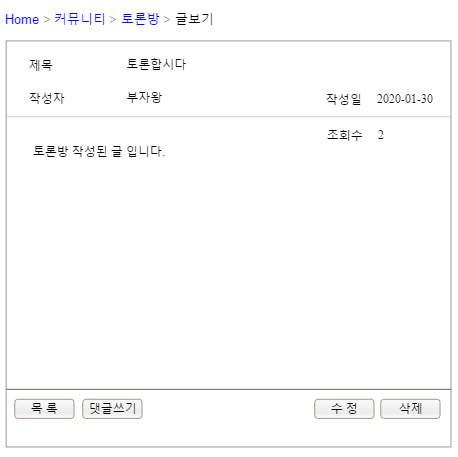 Home > 커뮤니티 > 토론방 > 글보기
제목 토론합시다
작성자 부자왕 작성일 2020-01-30
조회수 2
토론방 작성된 글 입니다.
목 록 댓글쓰기 수 정 삭제